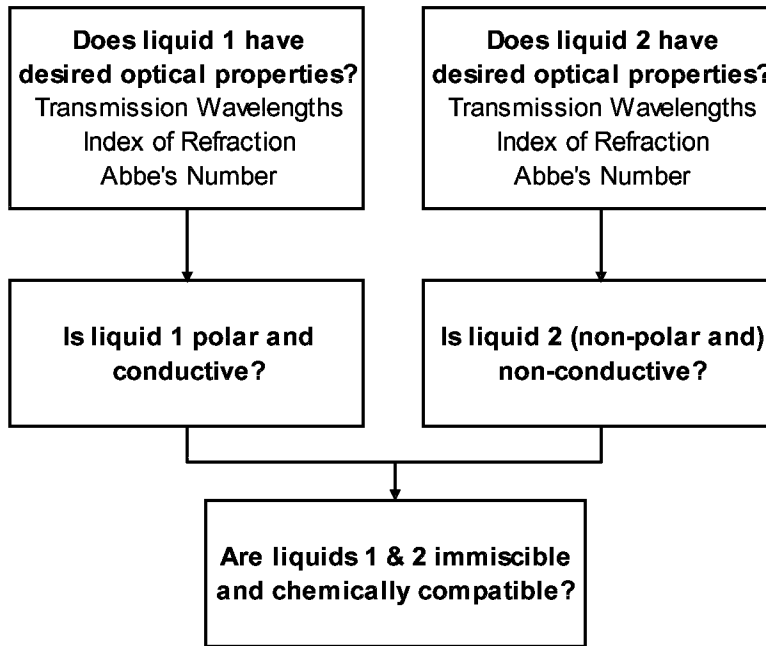 Does liquid 1 have
desired optical properties?
Transmission Wavelengths
Index of Refraction
Abbe's Number
Does liquid 2 have
desired optical properties?
Transmission Wavelengths
Index of Refraction
Abbe's Number
Is liquid 1 polar and
conductive?
Is liquid 2 (non-polar and)
non-conductive?
Are liquids 1 & 2 immiscible
and chemically compatible?